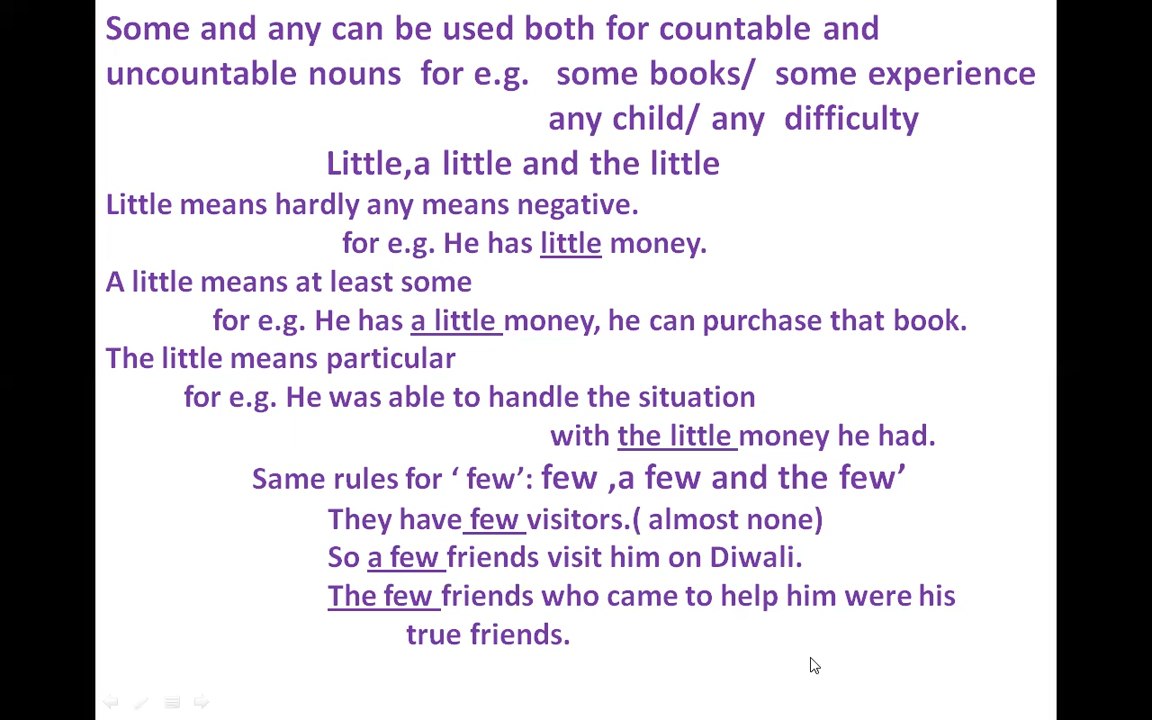 Some and any can be used both for countable and
uncountable nouns for e.g. some books/ some experience
any child/ any difficulty
Little,a little and the little
Little means hardly any means negative.
for e.g. He has little money.
A little means at least some
for e.g. He has a little money, he can purchase that book.
The little means particular
for e.g. He was able to handle the situation
with the little money he had.
Same rules for ‘ few’: few ,a few and the few’
They have few visitors.( almost none)
So a few friends visit him on Diwali.
The few friends who came to help him were his
true friends.